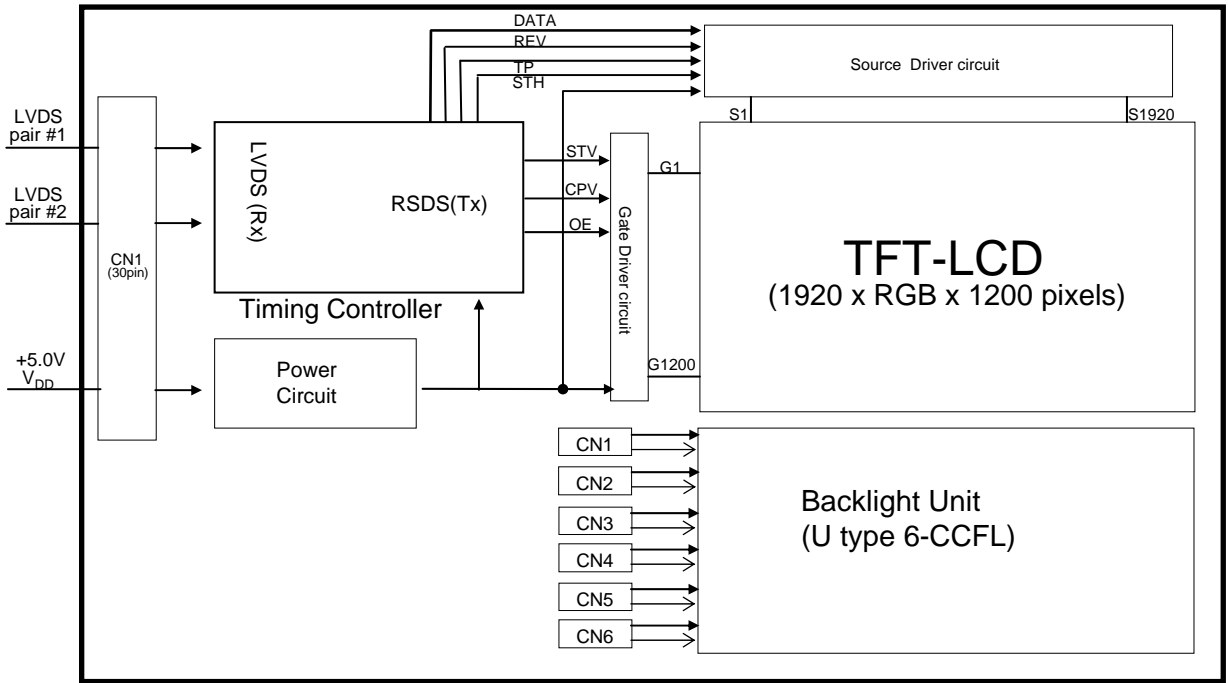 DATA
REV
TP
STH
Source Driver circuit
S1
S1920
LVDS
pair #1
LVDS
pair #2
CN1
(30pin)
LVDS (Rx)
RSDS(Tx)
Timing Controller
STV
CPV
OE
Gate Driver circuit
G1
G1200
TFT-LCD
(1920 x RGB x 1200 pixels)
+5.0V
VDD
Power
Circuit
CN1
CN2
CN3
CN4
CN5
CN6
Backlight Unit
(U type 6-CCFL)